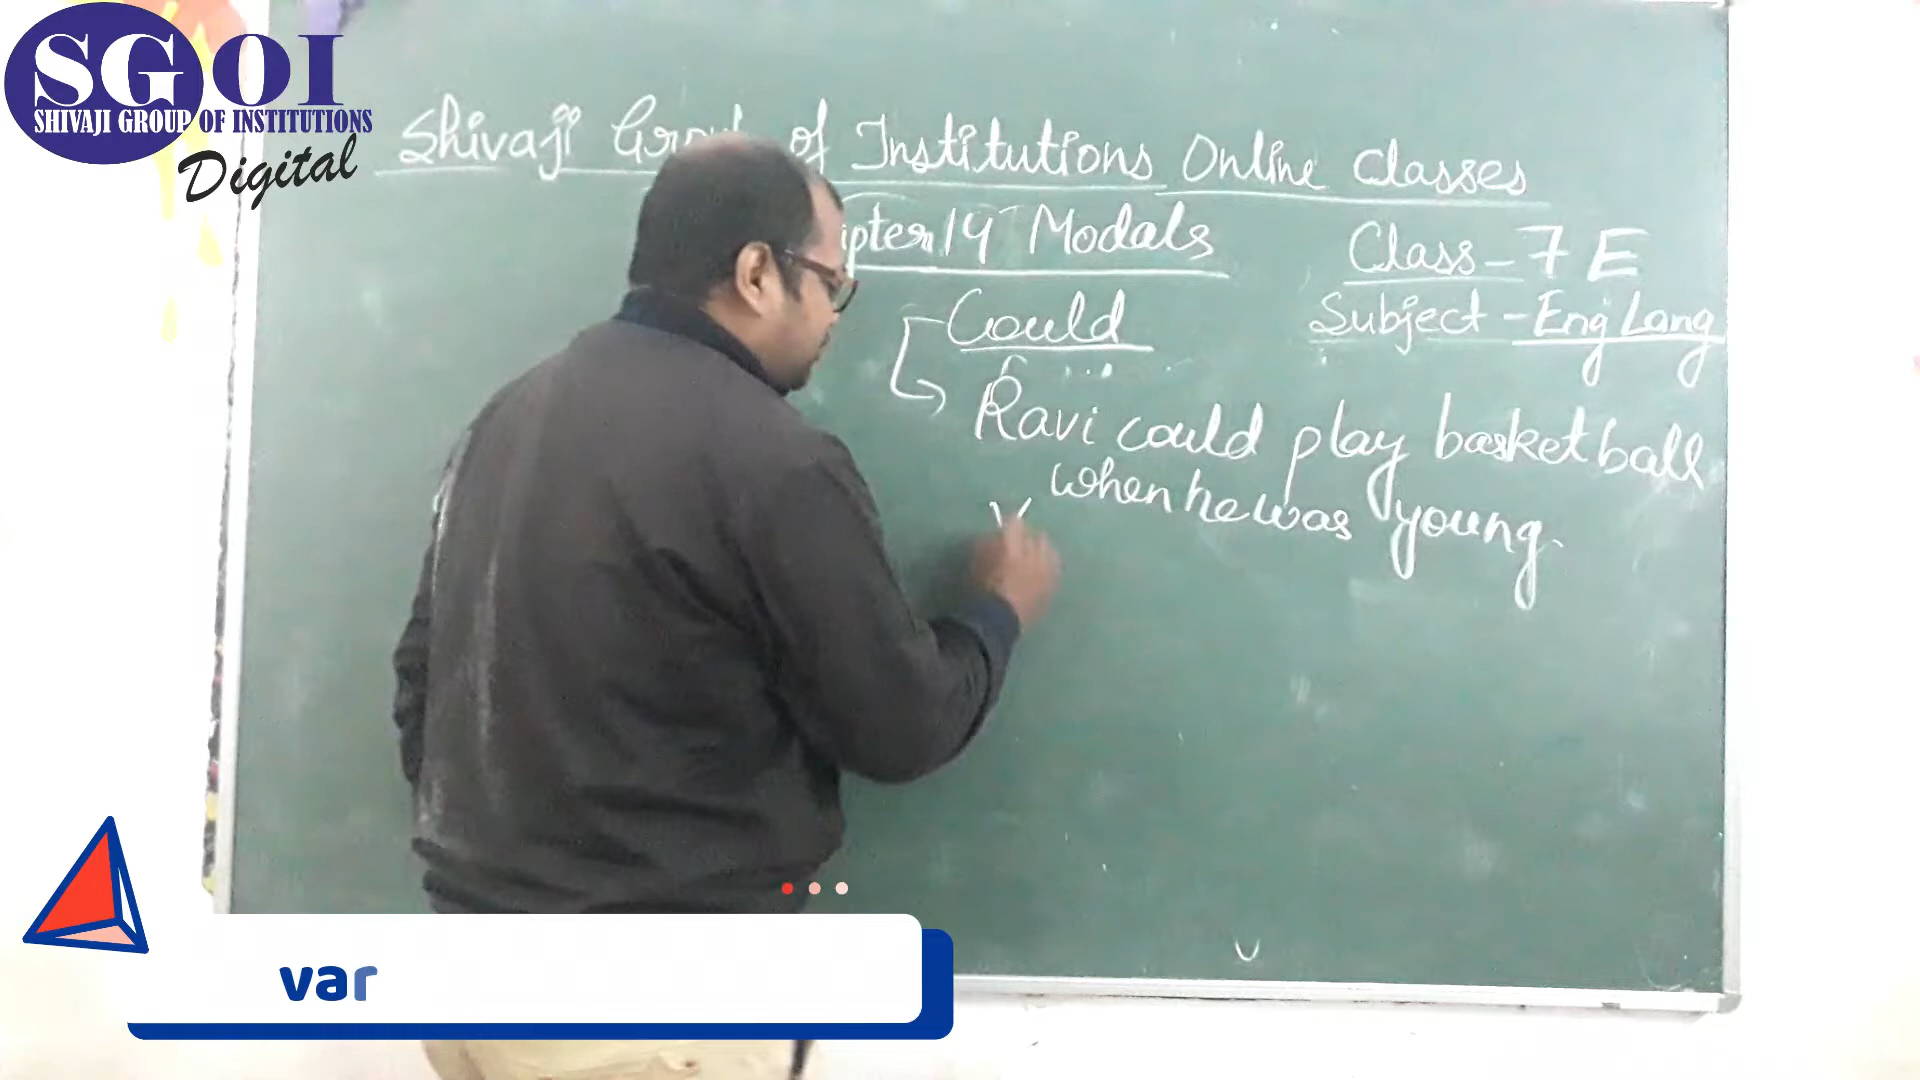 SGOI
SHIVAJI GROUP OF INSTITUTIONS
Digital
Shivaji of Institutions Online Classes
14 Modals
Class - 7 E
Subject - Eng Lang
Could
Ravi could play basketball
when he was young.
var